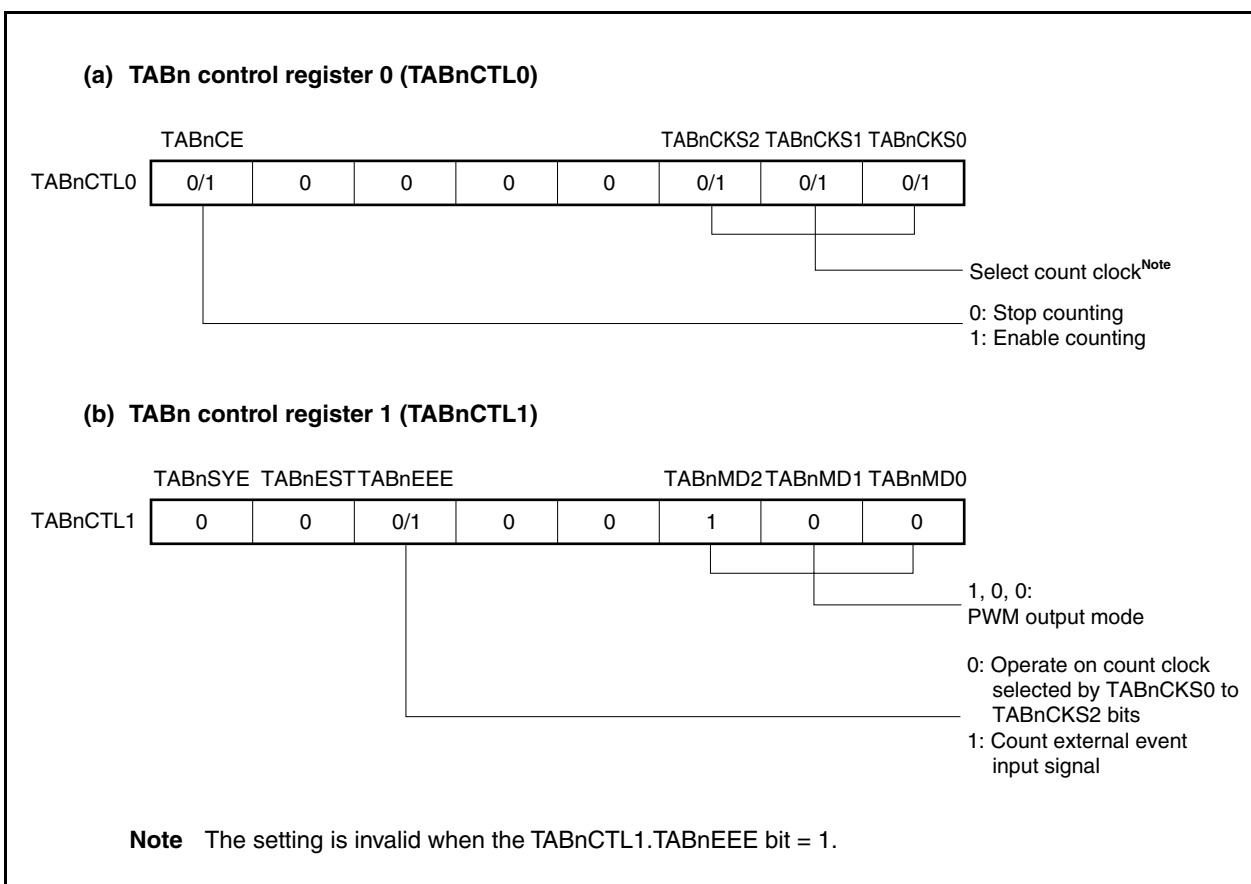 (a) TABn control register 0 (TABnCTL0)
TABnCE TABnCKS2 TABnCKS1 TABnCKS0
TABnCTL0 0/1 0 0 0 0 0/1 0/1 0/1
Select count clockNote
0: Stop counting
1: Enable counting
(b) TABn control register 1 (TABnCTL1)
TABnSYE TABnEST TABnEEE TABnMD2 TABnMD1 TABnMD0
TABnCTL1 0 0 0/1 0 0 1 0 0
1, 0, 0:
PWM output mode
0: Operate on count clock
selected by TABnCKS0 to
TABnCKS2 bits
1: Count external event
input signal
Note The setting is invalid when the TABnCTL1.TABnEEE bit = 1.